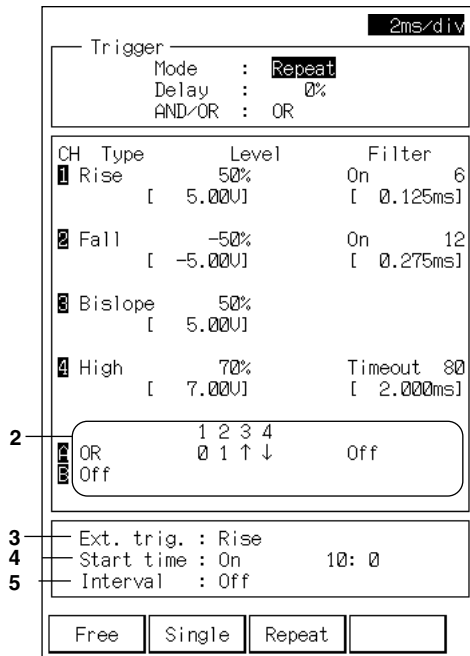 2ms/div
Trigger
Mode : Repeat
Delay : 0%
AND/OR : OR
CH Type Level Filter
1 Rise 50% On 6
[ 5.00V] [ 0.125ms]
2 Fall -50% On 12
[ -5.00V] [ 0.275ms]
3 Bislope 50%
[ 5.00V]
4 High 70% Timeout 80
[ 7.00V] [ 2.000ms]
2
1 2 3 4
A OR 0 1 ↑ ↓ Off
B Off
3 Ext. trig. : Rise
4 Start time : On 10: 0
5 Interval : Off
Free Single Repeat